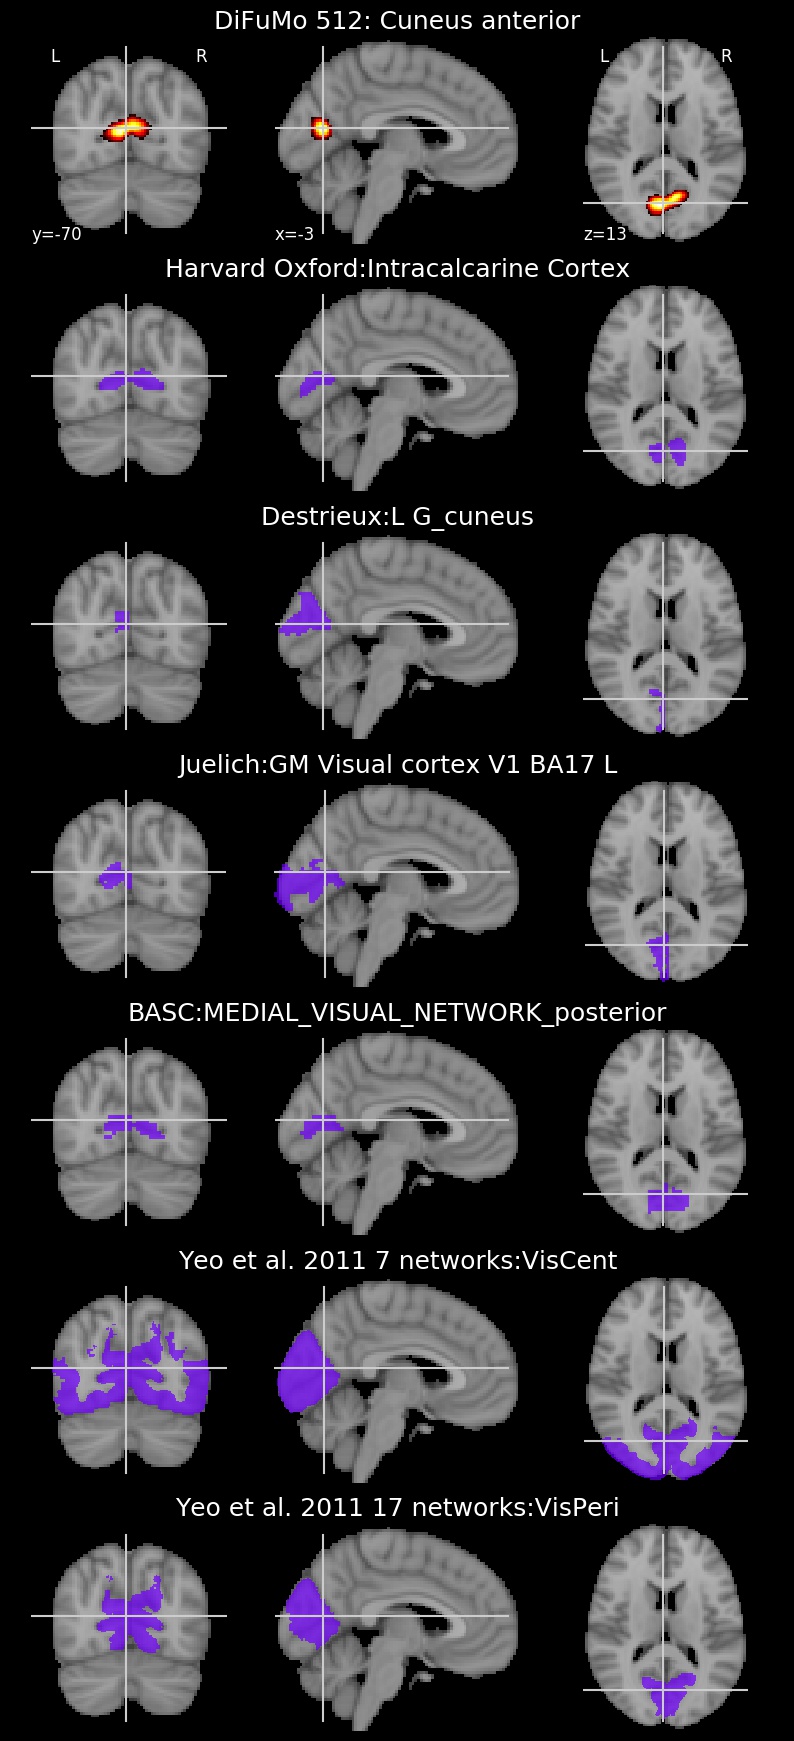 DiFuMo 512: Cuneus anterior
L R L R
y=-70 x=-3 z=13
Harvard Oxford:Intracalcarine Cortex
Destrieux:L G_cuneus
Juelich:GM Visual cortex V1 BA17 L
BASC:MEDIAL_VISUAL_NETWORK_posterior
Yeo et al. 2011 7 networks:VisCent
Yeo et al. 2011 17 networks:VisPeri